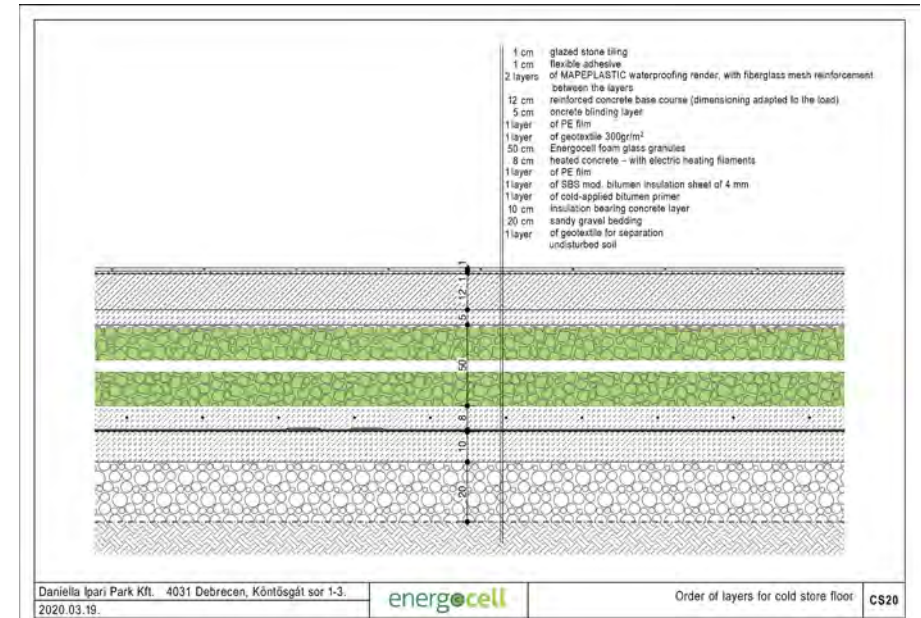 1 cm glazed stone tiling
1 cm flexible adhesive
2 layers of MAPEPLASTIC waterproofing render, with fiberglass mesh reinforcement
between the layers
12 cm reinforced concrete base course (dimensioning adapted to the load)
5 cm oncrete blinding layer
1 layer of PE film
1 layer of geotextile 300gr/m²
50 cm Energocell foam glass granules
8 cm heated concrete – with electric heating filaments
1 layer of PE film
1 layer of SBS mod. bitumen insulation sheet of 4 mm
1 layer of cold-applied bitumen primer
10 cm insulation bearing concrete layer
20 cm sandy gravel bedding
1 layer of geotextile for separation
undisturbed soil
1
1
12
5
50
8
10
20
Daniella Ipari Park Kft. 4031 Debrecen, Köntösgát sor 1-3.
2020.03.19.
energocell
Order of layers for cold store floor
CS20